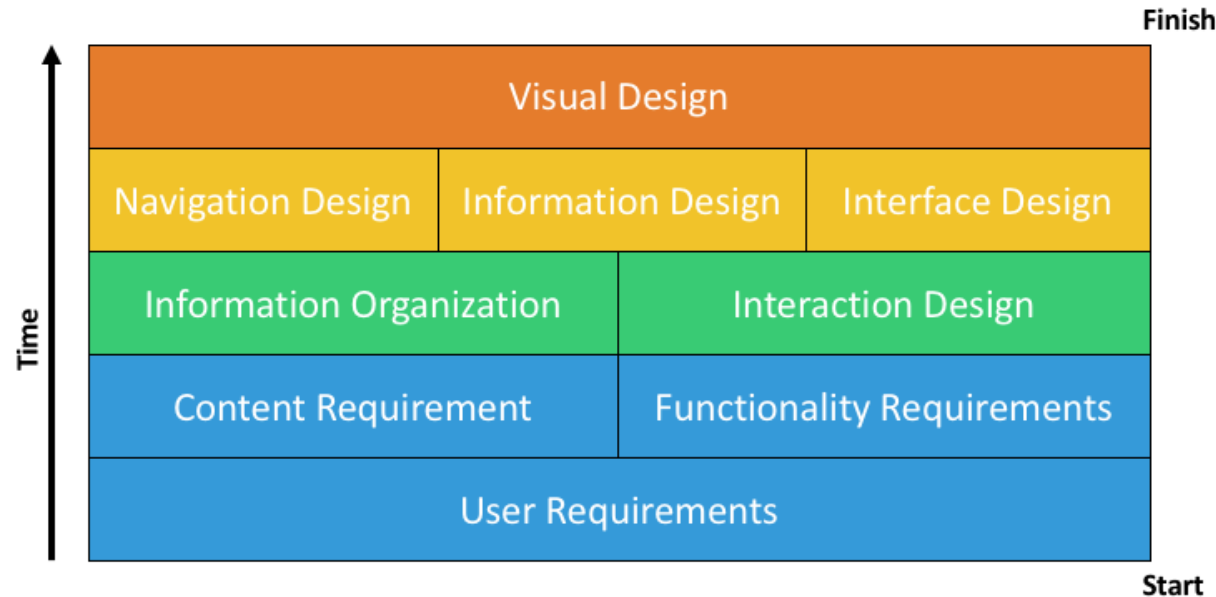 Finish
Visual Design
Navigation Design
Information Design
Interface Design
Information Organization
Interaction Design
Time
Content Requirement
Functionality Requirements
User Requirements
Start